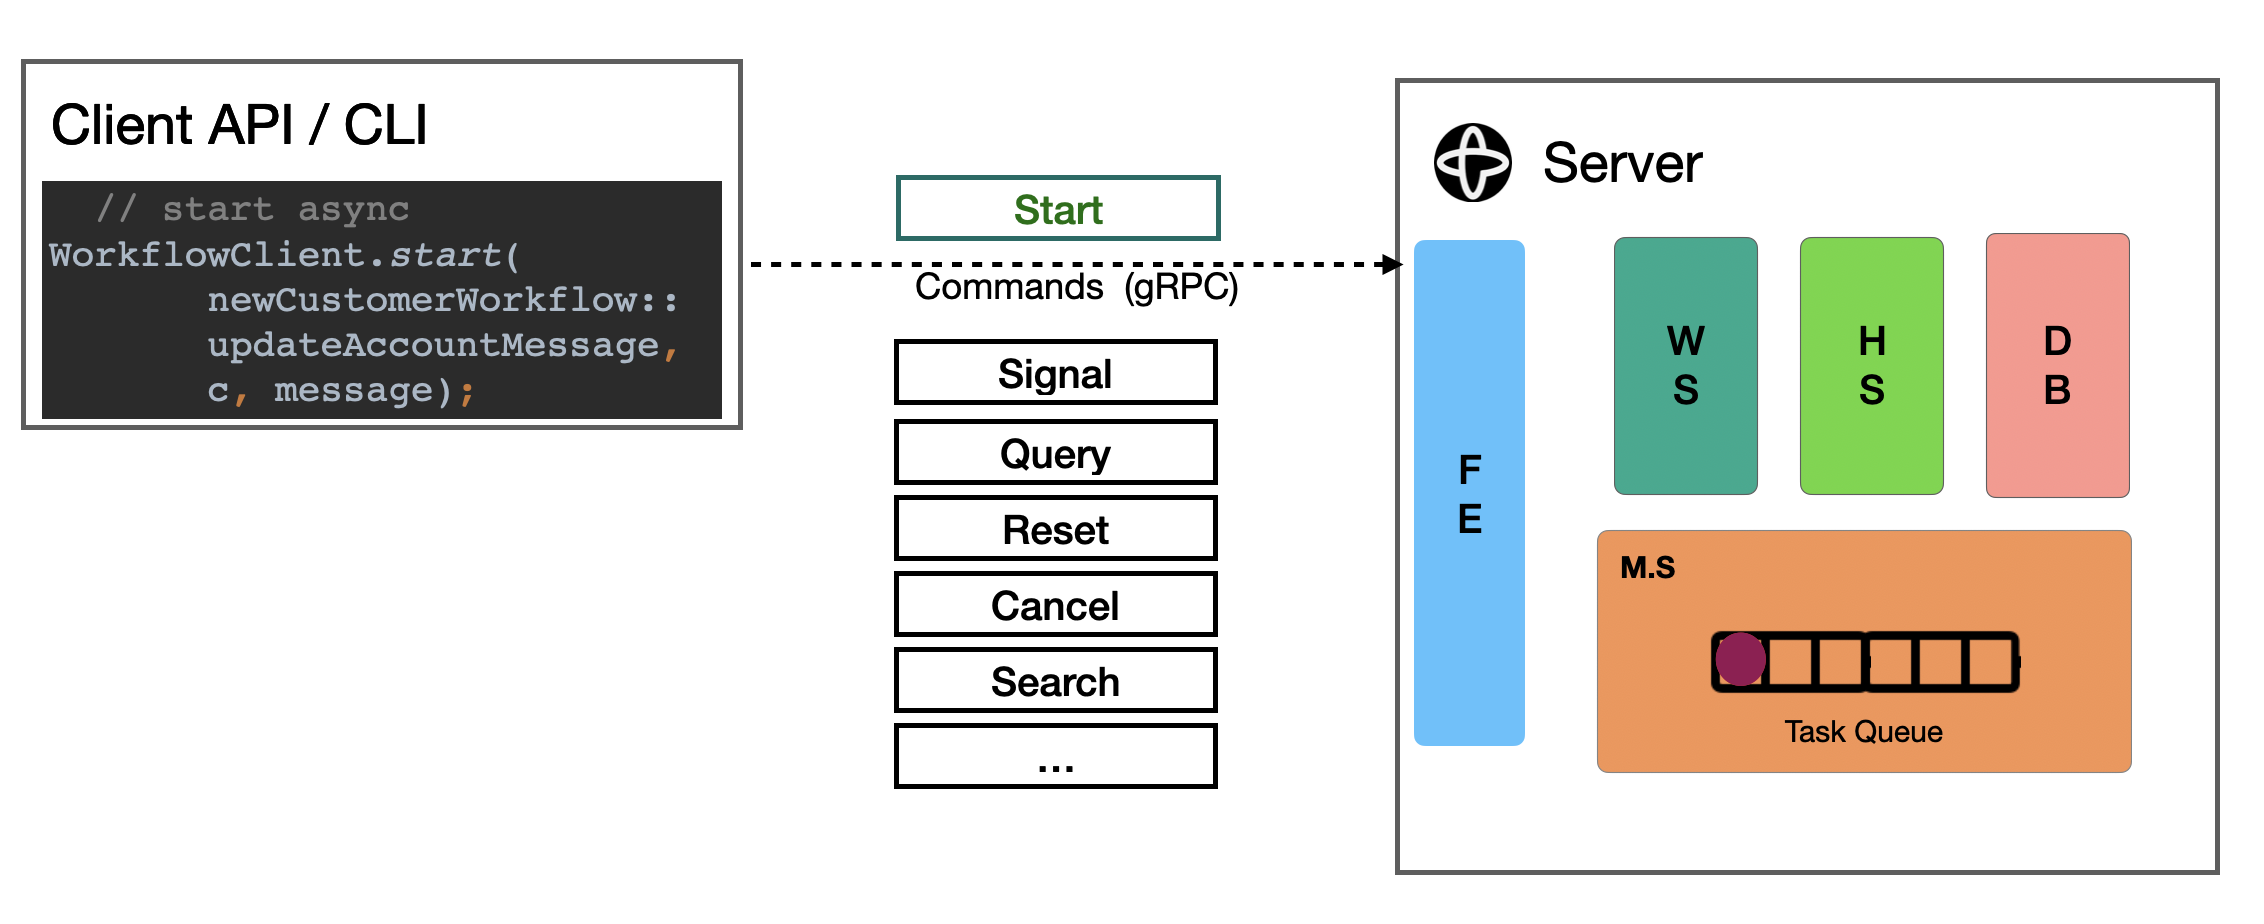 Client API / CLI
// start async
WorkflowClient.start(
newCustomerWorkflow::
updateAccountMessage,
c, message);
Start
Commands (gRPC)
Signal
Query
Reset
Cancel
Search
...
Server
F
E
W
S
H
S
D
B
M.S
Task Queue